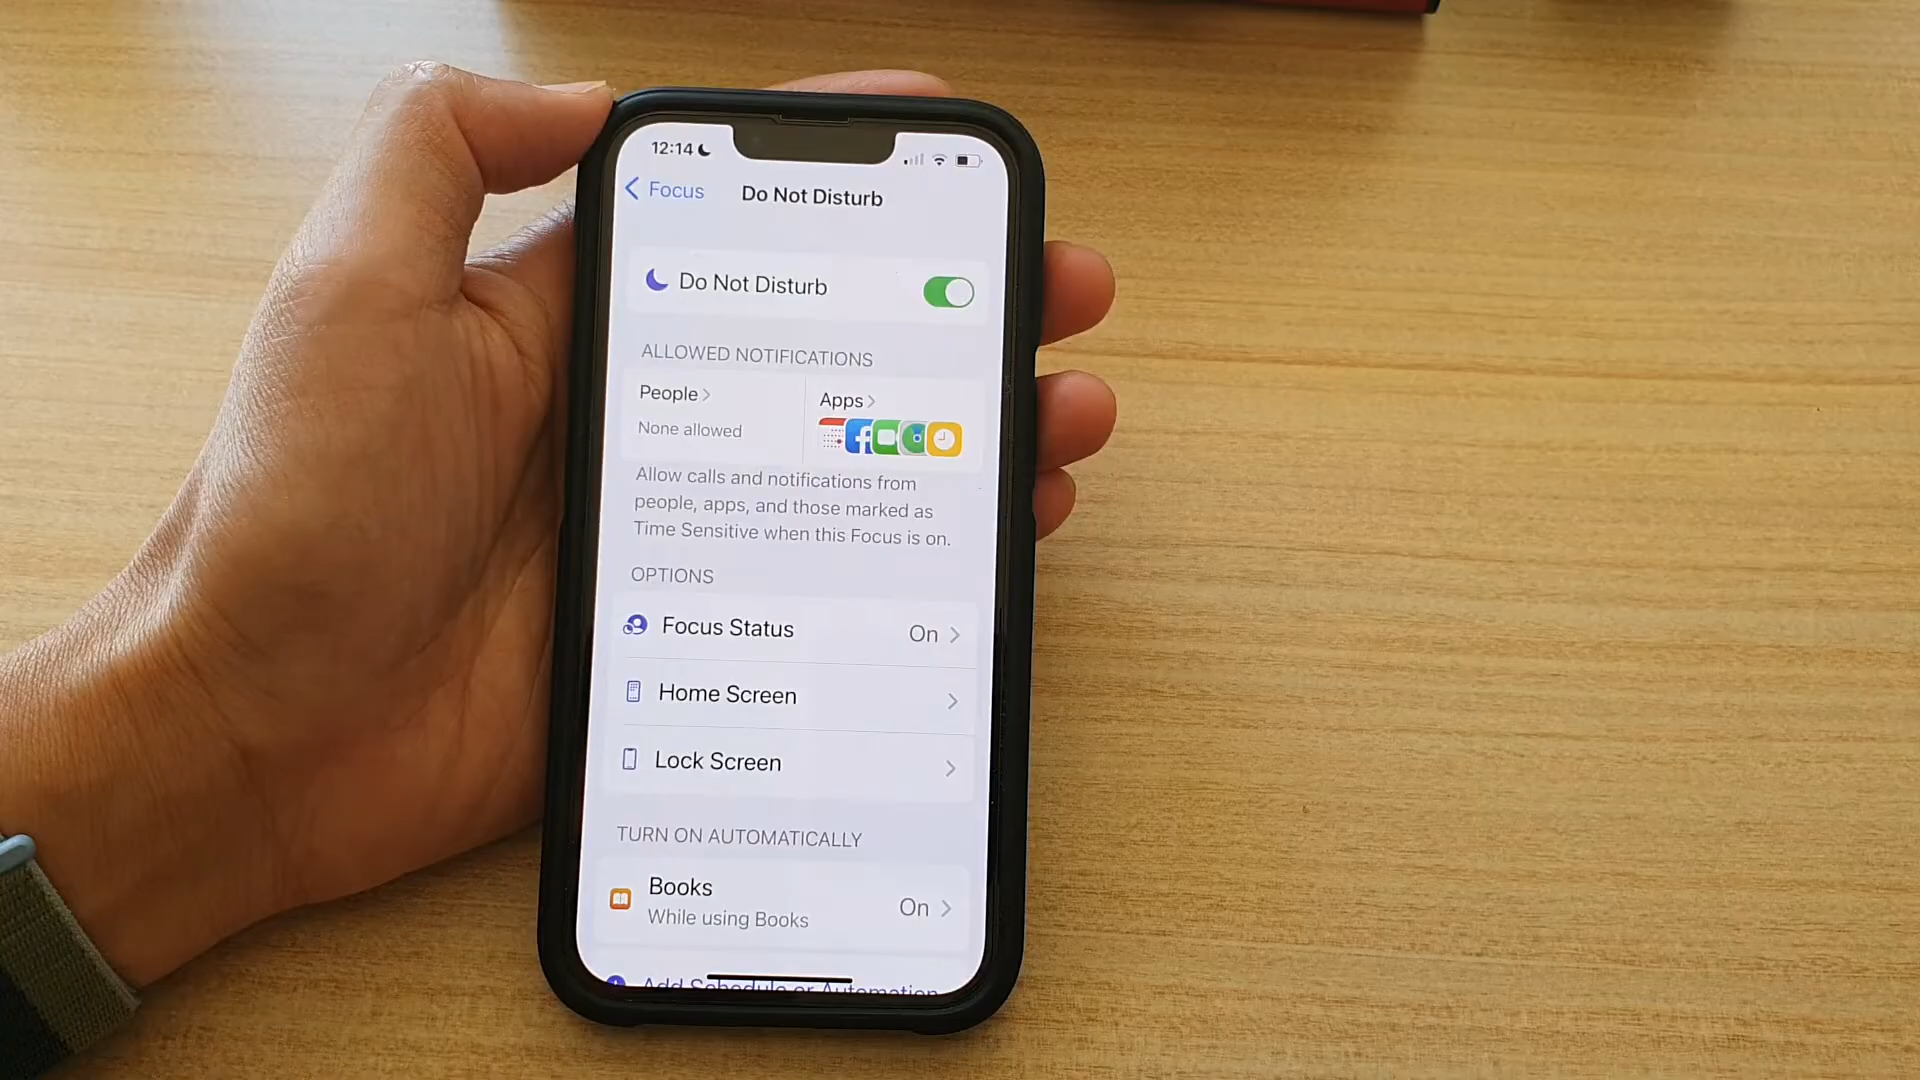 12:14
Focus
Do Not Disturb
Do Not Disturb
ALLOWED NOTIFICATIONS
People
Apps
None allowed
Allow calls and notifications from
people, apps, and those marked as
Time Sensitive when this Focus is on.
OPTIONS
Focus Status On
Home Screen
Lock Screen
TURN ON AUTOMATICALLY
Books
While using Books
On
Add Schedule or Automation